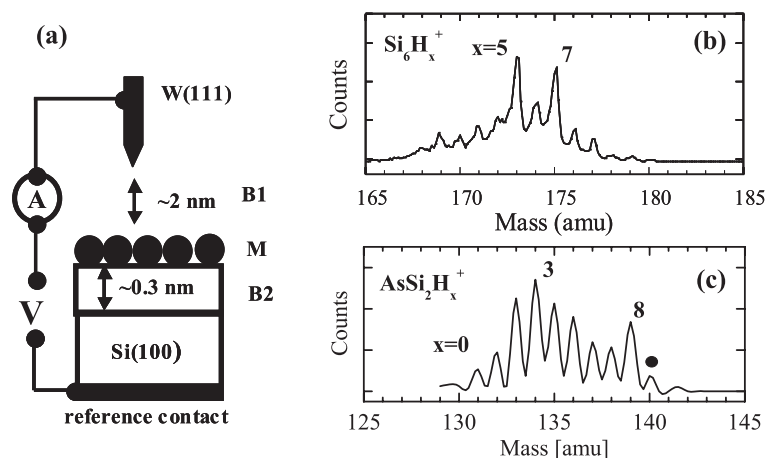 (a)
W(111)
A
~2 nm
B1
M
~0.3 nm
B2
V
Si(100)
reference contact
Si₆Hₓ⁺
x=5
7
(b)
Counts
165
170
175
180
185
Mass (amu)
AsSi₂Hₓ⁺
3
(c)
8
x=0
Counts
125
130
135
140
145
Mass [amu]